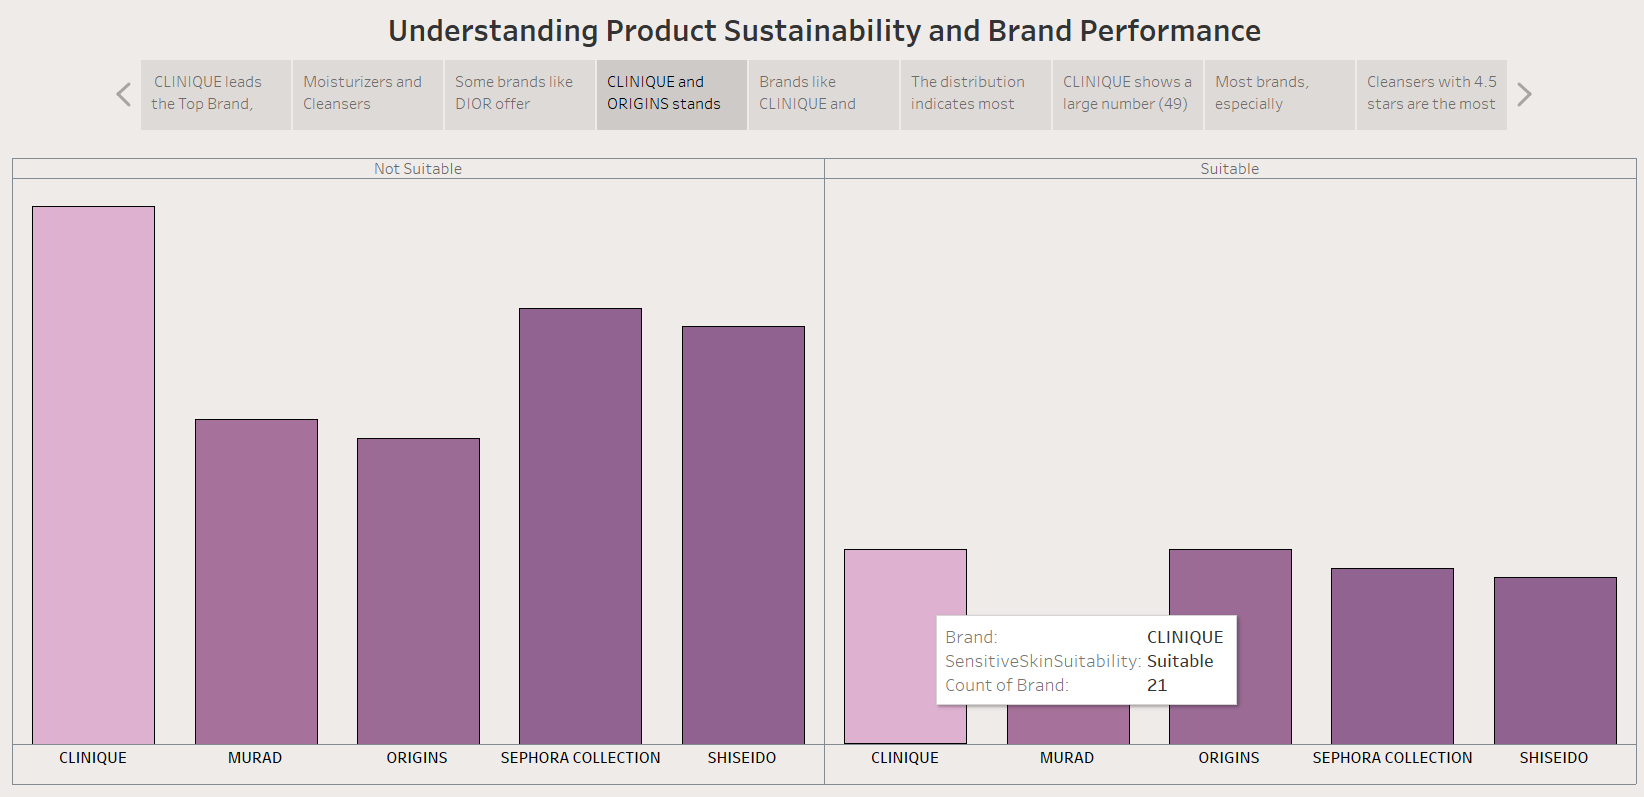 Understanding Product Sustainability and Brand Performance
CLINIQUE leads
the Top Brand,
Moisturizers and
Cleansers
Some brands like
DIOR offer
CLINIQUE and
ORIGINS stands
Brands like
CLINIQUE and
The distribution
indicates most
CLINIQUE shows a
large number (49)
Most brands,
especially
Cleansers with 4.5
stars are the most
Not Suitable
Suitable
Brand: CLINIQUE
SensitiveSkinSuitability: Suitable
Count of Brand: 21
CLINIQUE MURAD ORIGINS SEPHORA COLLECTION SHISEIDO CLINIQUE MURAD ORIGINS SEPHORA COLLECTION SHISEIDO